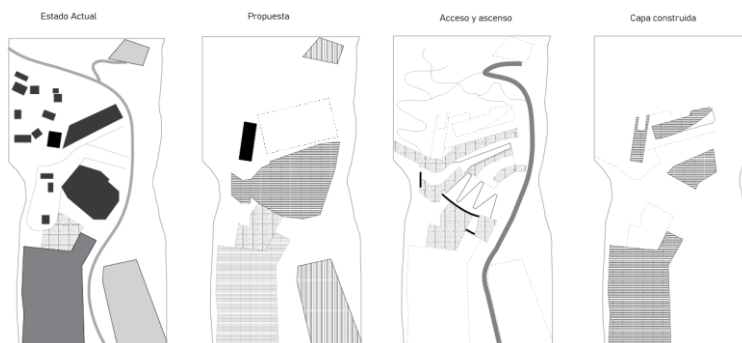 Estado Actual
Propuesta
Acceso y ascenso
Capa construida